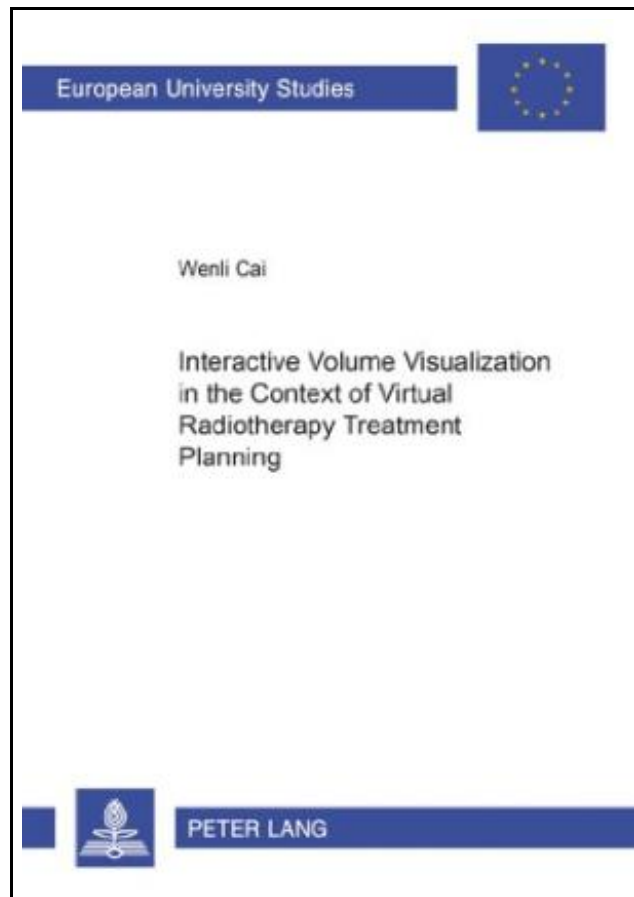 European University Studies
Wenli Cai
Interactive Volume Visualization
in the Context of Virtual
Radiotherapy Treatment
Planning
PETER LANG